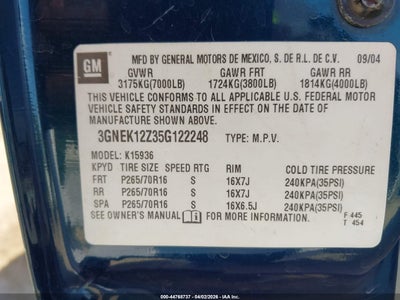 GM
MFD BY GENERAL MOTORS DE MEXICO, S. DE R.L. DE C.V. 09/04
GVWR GAWR FRT GAWR RR
3175KG(7000LB) 1724KG(3800LB) 1814KG(4000LB)
THIS VEHICLE CONFORMS TO ALL APPLICABLE U.S. FEDERAL MOTOR
VEHICLE SAFETY STANDARDS IN EFFECT ON THE DATE OF
MANUFACTURE SHOWN ABOVE.
3GNEK12Z35G122248 TYPE: M.P.V.
MODEL: K15936
KPYD TIRE SIZE SPEED RTG RIM COLD TIRE PRESSURE
FRT P265/70R16 S 16X7J 240KPA(35PSI)
RR P265/70R16 S 16X7J 240KPA(35PSI)
SPA P265/70R16 S 16X6.5J 240KPA(35PSI)
SEE OWNER'S MANUAL FOR MORE INFORMATION.
F 445
T 454
000-44768737 - 04/02/2026 - IAAI.COM